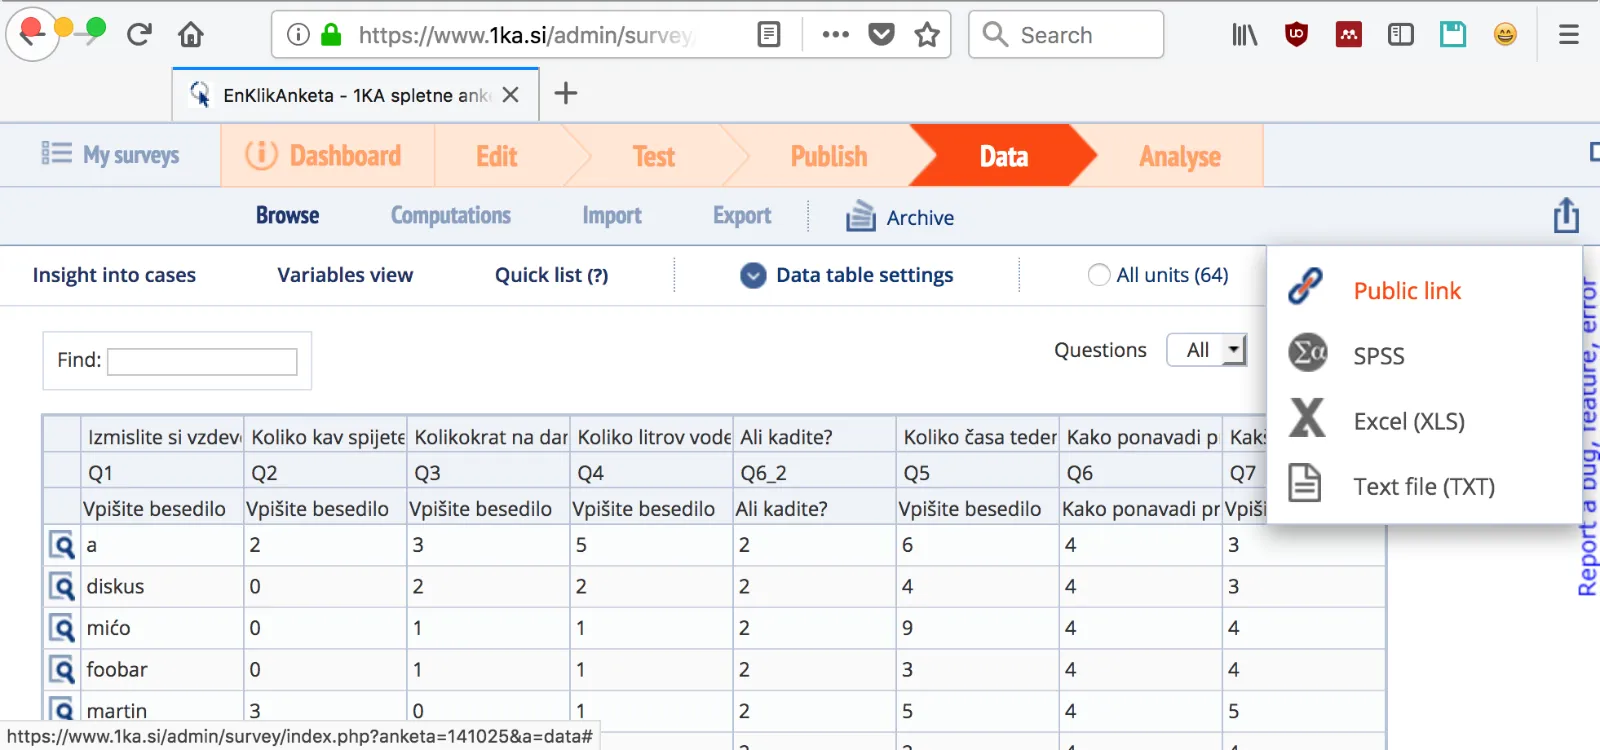 https://www.1ka.si/admin/survey/
Search
EnKlikAnketa - 1KA spletne anke
My surveys
Dashboard
Edit
Test
Publish
Data
Analyse
Browse
Computations
Import
Export
Archive
Insight into cases
Variables view
Quick list (?)
Data table settings
All units (64)
Public link
SPSS
Excel (XLS)
Text file (TXT)
Report a bug, feature, error
Find:
Questions All
Izmislite si vzdev Koliko kav spijete Kolikokrat na dan Koliko litrov vode Ali kadite? Koliko časa teden Kako ponavadi p Kak
Q1 Q2 Q3 Q4 Q6_2 Q5 Q6 Q7
Vpišite besedilo Vpišite besedilo Vpišite besedilo Vpišite besedilo Ali kadite? Vpišite besedilo Kako ponavadi pr Vpiši
a 2 3 5 2 6 4 3
diskus 0 2 2 2 4 4 3
mićo 0 1 1 2 9 4 4
foobar 0 1 1 2 3 4 4
martin 3 0 1 2 5 4 5
https://www.1ka.si/admin/survey/index.php?anketa=141025&a=data#